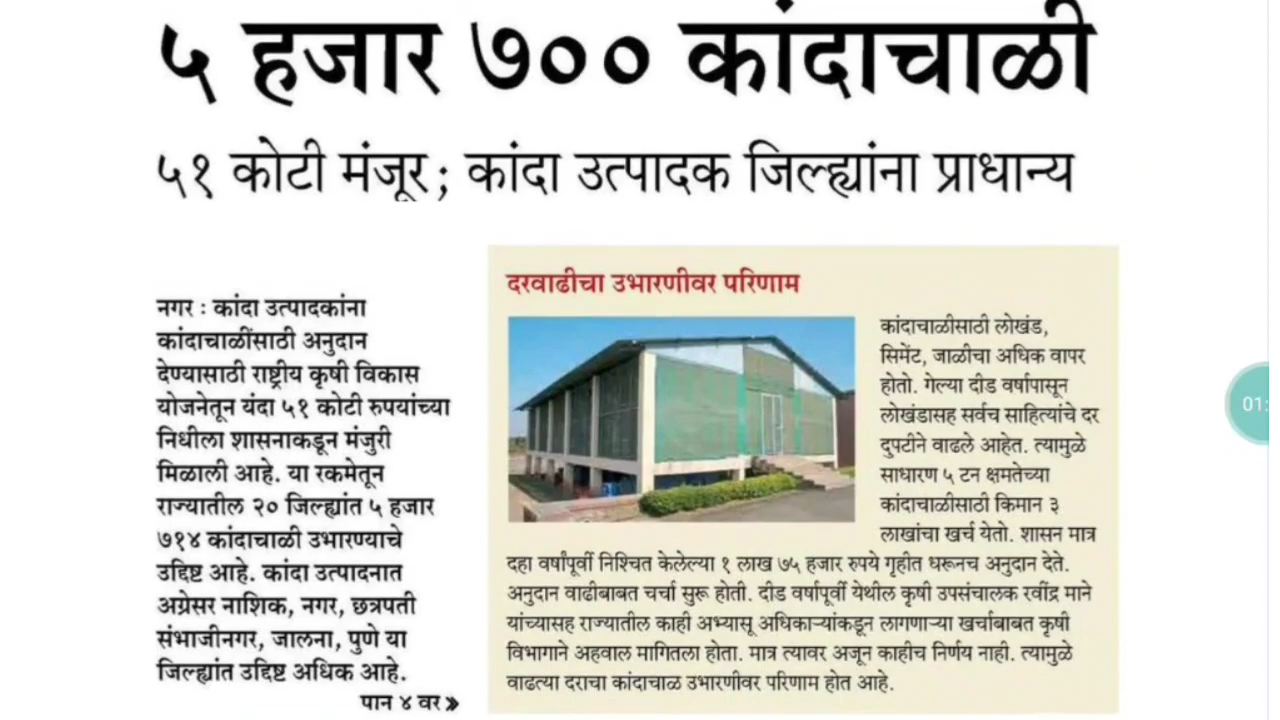 ५ हजार ७०० कांदाचाळी
५१ कोटी मंजूर; कांदा उत्पादक जिल्ह्यांना प्राधान्य
नगर : कांदा उत्पादकांना
कांदाचाळींसाठी अनुदान
देण्यासाठी राष्ट्रीय कृषी विकास
योजनेतून यंदा ५१ कोटी रुपयांच्या
निधीला शासनाकडून मंजुरी
मिळाली आहे. या रकमेतून
राज्यातील २० जिल्ह्यांत ५ हजार
७१४ कांदाचाळी उभारण्याचे
उद्दिष्ट आहे. कांदा उत्पादनात
अग्रेसर नाशिक, नगर, छत्रपती
संभाजीनगर, जालना, पुणे या
जिल्ह्यांत उद्दिष्ट अधिक आहे.
पान ४ वर »
दरवाढीचा उभारणीवर परिणाम
कांदाचाळीसाठी लोखंड,
सिमेंट, जाळीचा अधिक वापर
होतो. गेल्या दीड वर्षापासून
लोखंडासह सर्वच साहित्यांचे दर
दुपटीने वाढले आहेत. त्यामुळे
साधारण ५ टन क्षमतेच्या
कांदाचाळीसाठी किमान ३
लाखांचा खर्च येतो. शासन मात्र
दहा वर्षांपूर्वी निश्चित केलेल्या १ लाख ७५ हजार रुपये गृहीत धरूनच अनुदान देते.
अनुदान वाढीबाबत चर्चा सुरू होती. दीड वर्षापूर्वी येथील कृषी उपसंचालक रवींद्र माने
यांच्यासह राज्यातील काही अभ्यासू अधिकाऱ्यांकडून लागणाऱ्या खर्चाबाबत कृषी
विभागाने अहवाल मागितला होता. मात्र त्यावर अजून काहीच निर्णय नाही. त्यामुळे
वाढत्या दराचा कांदाचाळ उभारणीवर परिणाम होत आहे.
01: